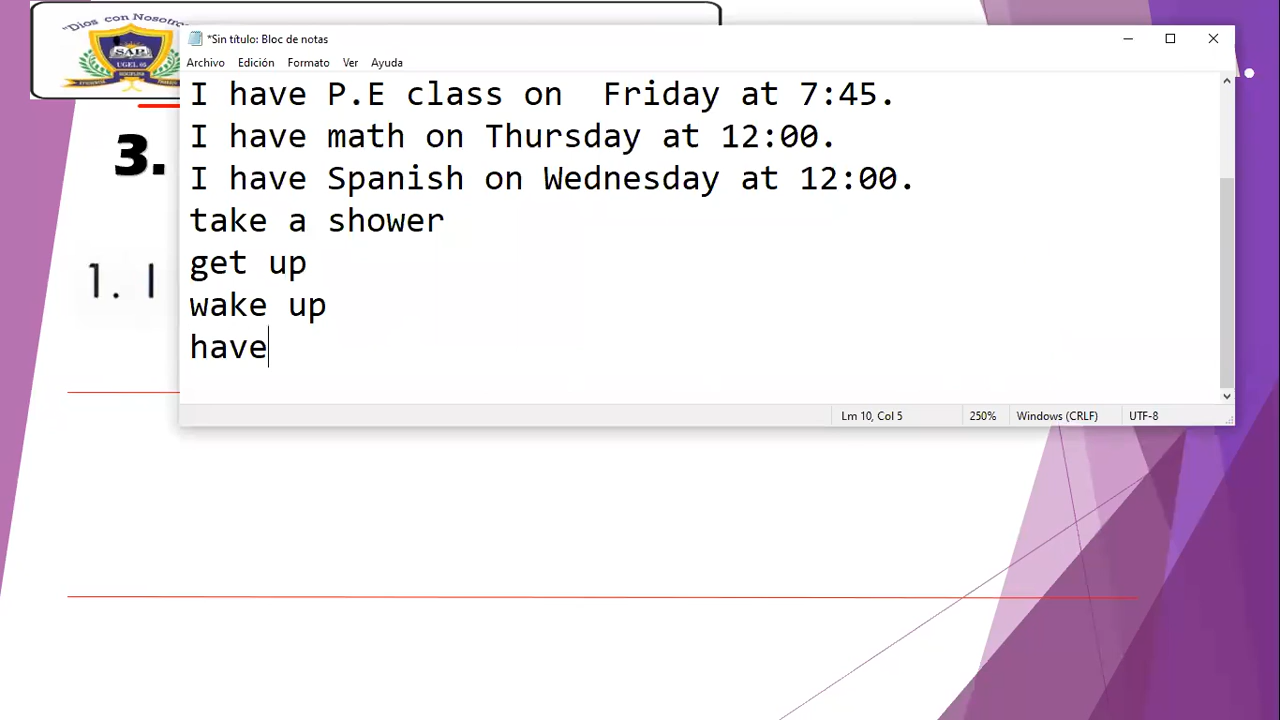 "Dios con Nosotros"
SAB
UGEL 05
*Sin título: Bloc de notas
Archivo Edición Formato Ver Ayuda
I have P.E class on  Friday at 7:45.
I have math on Thursday at 12:00.
I have Spanish on Wednesday at 12:00.
take a shower
get up
wake up
have
Lm 10, Col 5 250% Windows (CRLF) UTF-8
3.
1. I